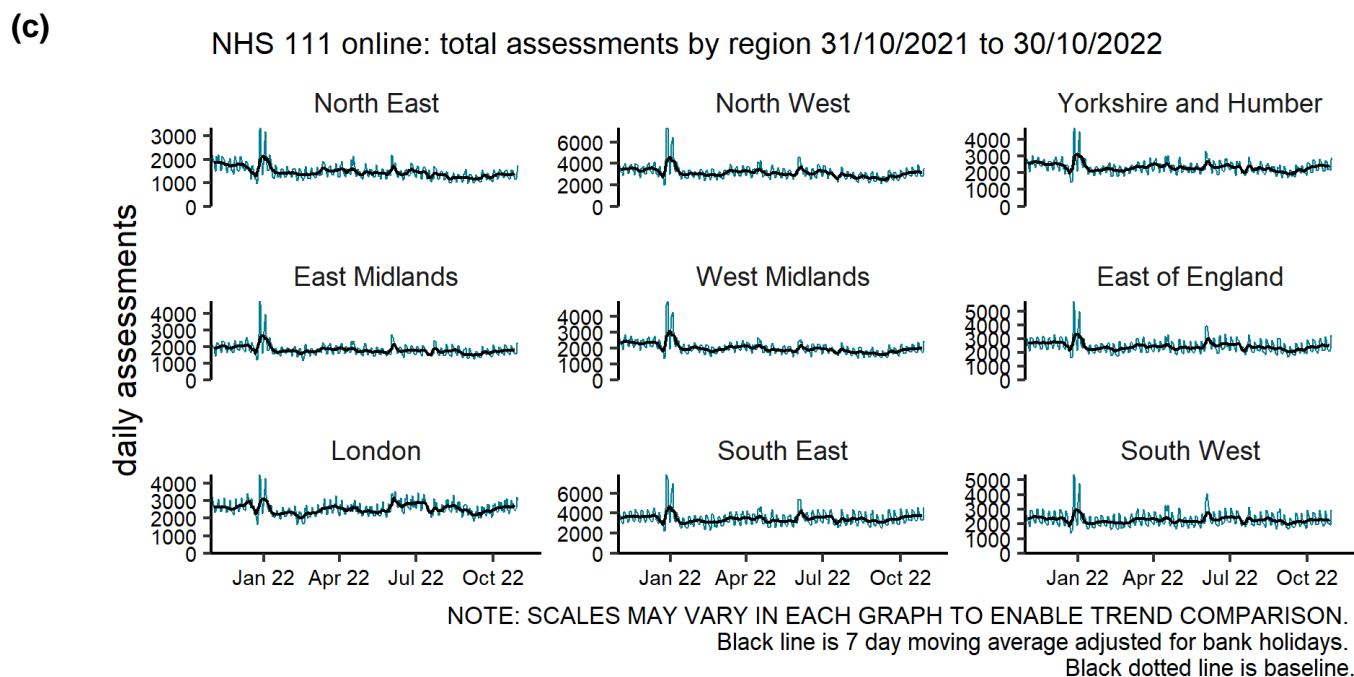 (c)
NHS 111 online: total assessments by region 31/10/2021 to 30/10/2022
daily assessments
North East
3000
2000
1000
0
North West
6000
4000
2000
0
Yorkshire and Humber
4000
3000
2000
1000
0
East Midlands
4000
3000
2000
1000
0
West Midlands
4000
3000
2000
1000
0
East of England
5000
4000
3000
2000
1000
0
London
4000
3000
2000
1000
0
Jan 22 Apr 22 Jul 22 Oct 22
South East
6000
4000
2000
0
Jan 22 Apr 22 Jul 22 Oct 22
South West
5000
4000
3000
2000
1000
0
Jan 22 Apr 22 Jul 22 Oct 22
NOTE: SCALES MAY VARY IN EACH GRAPH TO ENABLE TREND COMPARISON.
Black line is 7 day moving average adjusted for bank holidays.
Black dotted line is baseline.